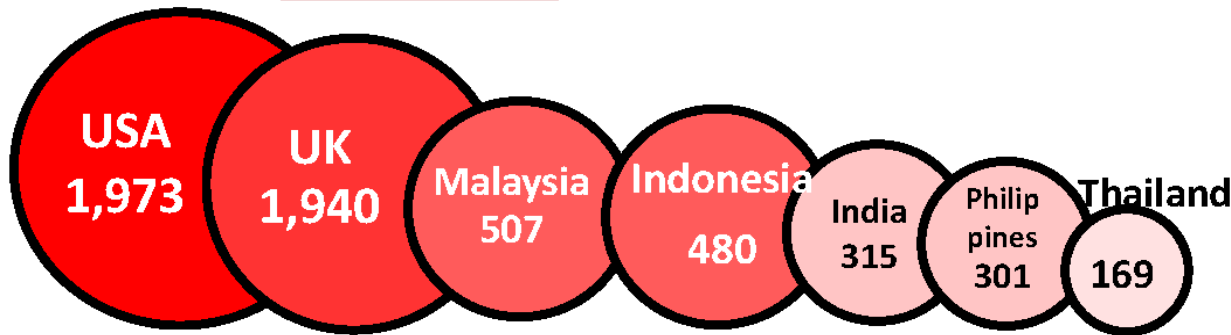 USA
1,973
UK
1,940
Malaysia
507
Indonesia
480
India
315
Philip
pines
301
Thailand
169